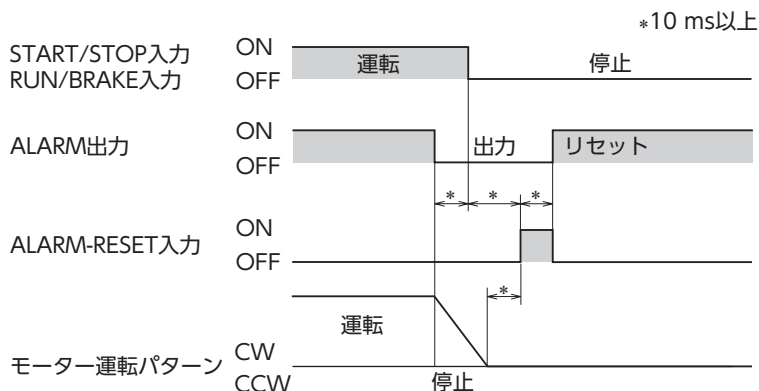 *10 ms以上
START/STOP入力
RUN/BRAKE入力
ON
OFF
運転
停止
ALARM出力
ON
OFF
出力
リセット
* * *
ALARM-RESET入力
ON
OFF
*
運転
モーター運転パターン
CW
CCW
停止